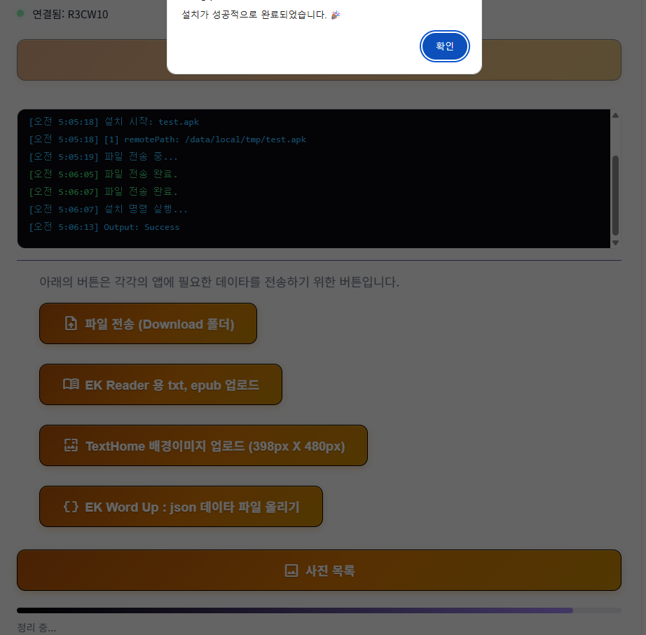 연결됨: R3CW10
설치가 성공적으로 완료되었습니다. 🎉
확인
[오전 5:05:18] 설치 시작: test.apk
[오전 5:05:18] [1] remotePath: /data/local/tmp/test.apk
[오전 5:05:19] 파일 전송 중...
[오전 5:06:05] 파일 전송 완료.
[오전 5:06:07] 파일 전송 완료.
[오전 5:06:07] 설치 명령 실행...
[오전 5:06:13] Output: Success
아래의 버튼은 각각의 앱에 필요한 데이타를 전송하기 위한 버튼입니다.
파일 전송 (Download 폴더)
EK Reader 용 txt, epub 업로드
TextHome 배경이미지 업로드 (398px X 480px)
EK Word Up : json 데이타 파일 올리기
사진 목록
정리 중...